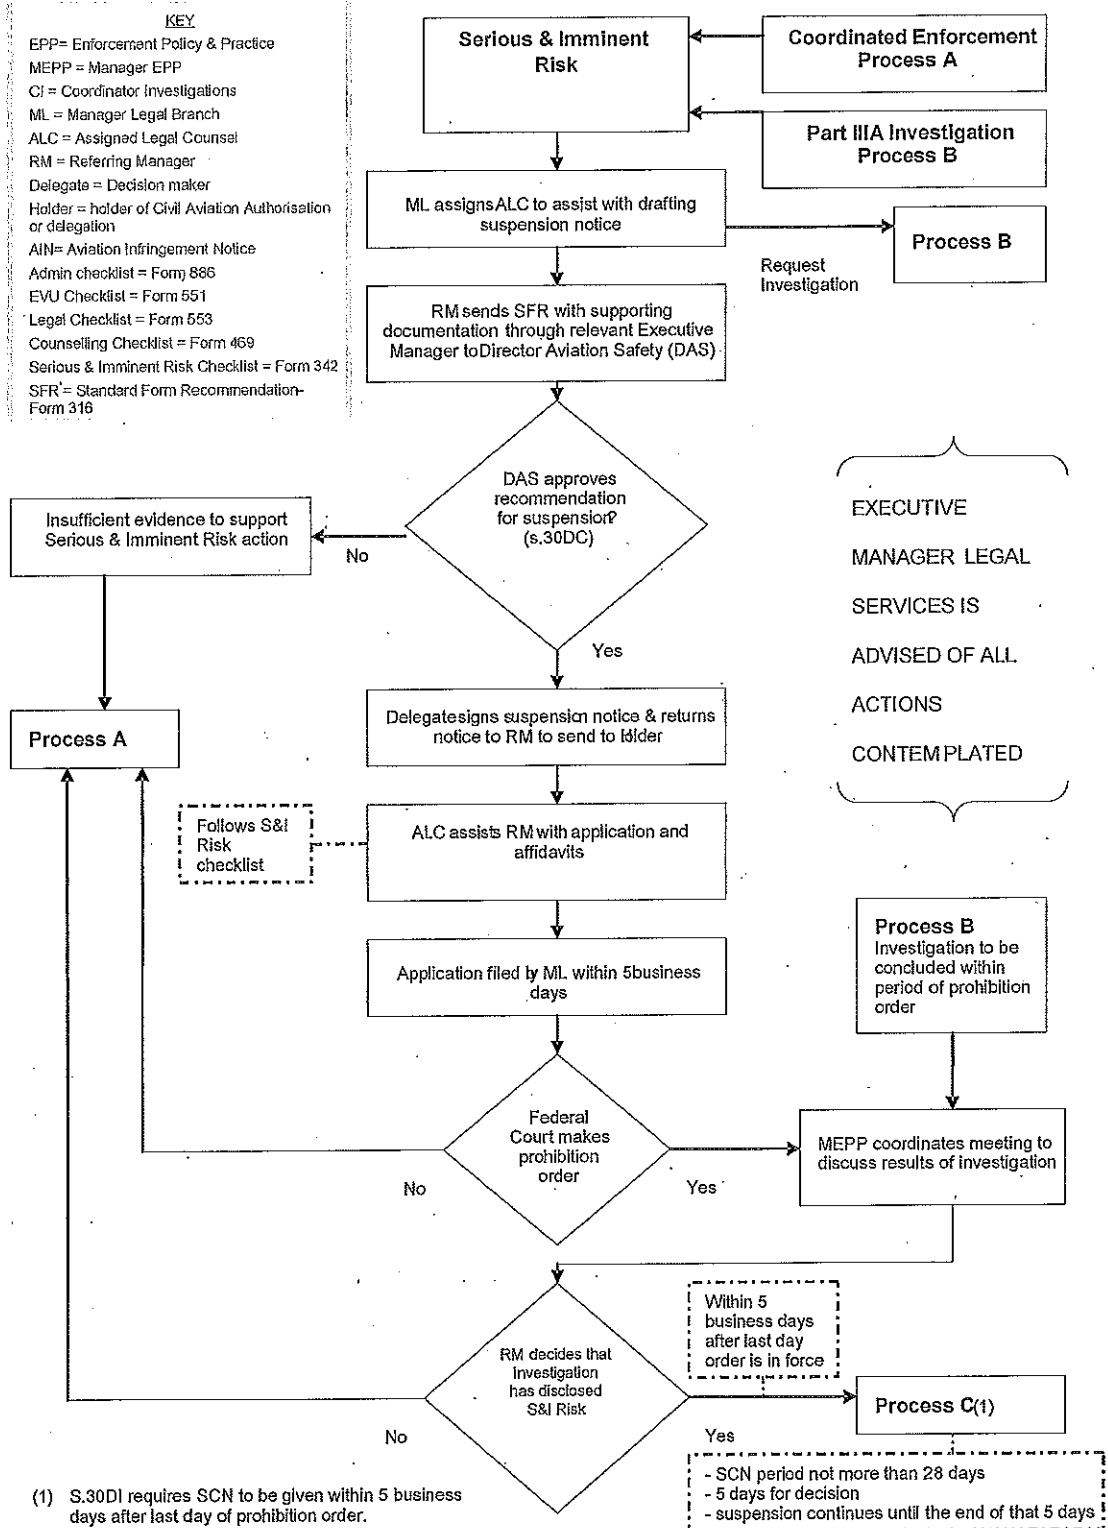 KEY
EPP= Enforcement Policy & Practice
MEPP = Manager EPP
CI = Coordinator Investigations
ML = Manager Legal Branch
ALC = Assigned Legal Counsel
RM = Referring Manager
Delegate = Decision maker
Holder = holder of Civil Aviation Authorisation
or delegation
AIN= Aviation Infringement Notice
Admin checklist = Form 886
EVU Checklist = Form 551
Legal Checklist = Form 553
Counselling Checklist = Form 469
Serious & Imminent Risk Checklist = Form 342
SFR = Standard Form Recommendation-
Form 316
Serious & Imminent
Risk
Coordinated Enforcement
Process A
Part IIIA Investigation
Process B
ML assigns ALC to assist with drafting
suspension notice
Process B
Request
Investigation
RM sends SFR with supporting
documentation through relevant Executive
Manager to Director Aviation Safety (DAS)
DAS approves
recommendation
for suspension?
(s.30DC)
No
Insufficient evidence to support
Serious & Imminent Risk action
Yes
EXECUTIVE
MANAGER LEGAL
SERVICES IS
ADVISED OF ALL
ACTIONS
CONTEMPLATED
Process A
Delegate signs suspension notice & returns
notice to RM to send to holder
Follows S&I
Risk
checklist
ALC assists RM with application and
affidavits
Application filed by ML within 5 business
days
Process B
Investigation to be
concluded within
period of prohibition
order
Federal
Court makes
prohibition
order
No
Yes
MEPP coordinates meeting to
discuss results of investigation
Within 5
business days
after last day
order is in force
RM decides that
investigation
has disclosed
S&I Risk
No
Yes
Process C(1)
- SCN period not more than 28 days
- 5 days for decision
- suspension continues until the end of that 5 days
(1) S.30DI requires SCN to be given within 5 business
days after last day of prohibition order.